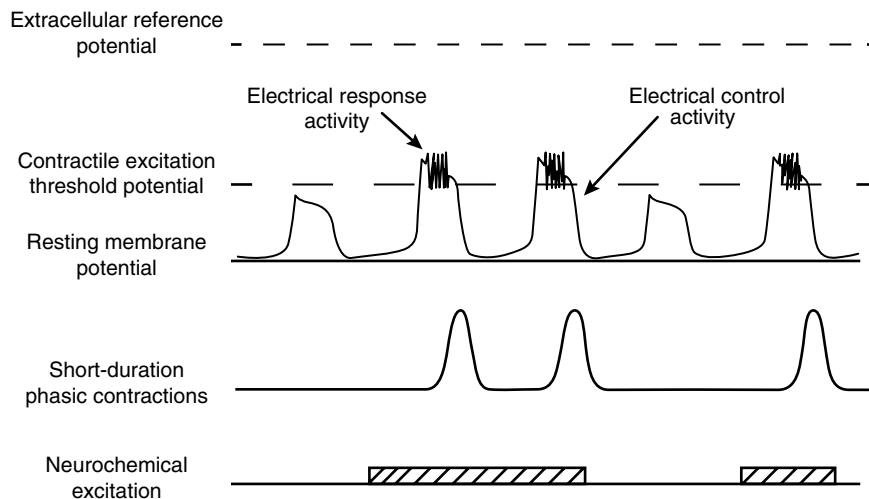 Extracellular reference
potential
Electrical response
activity
Electrical control
activity
Contractile excitation
threshold potential
Resting membrane
potential
Short-duration
phasic contractions
Neurochemical
excitation